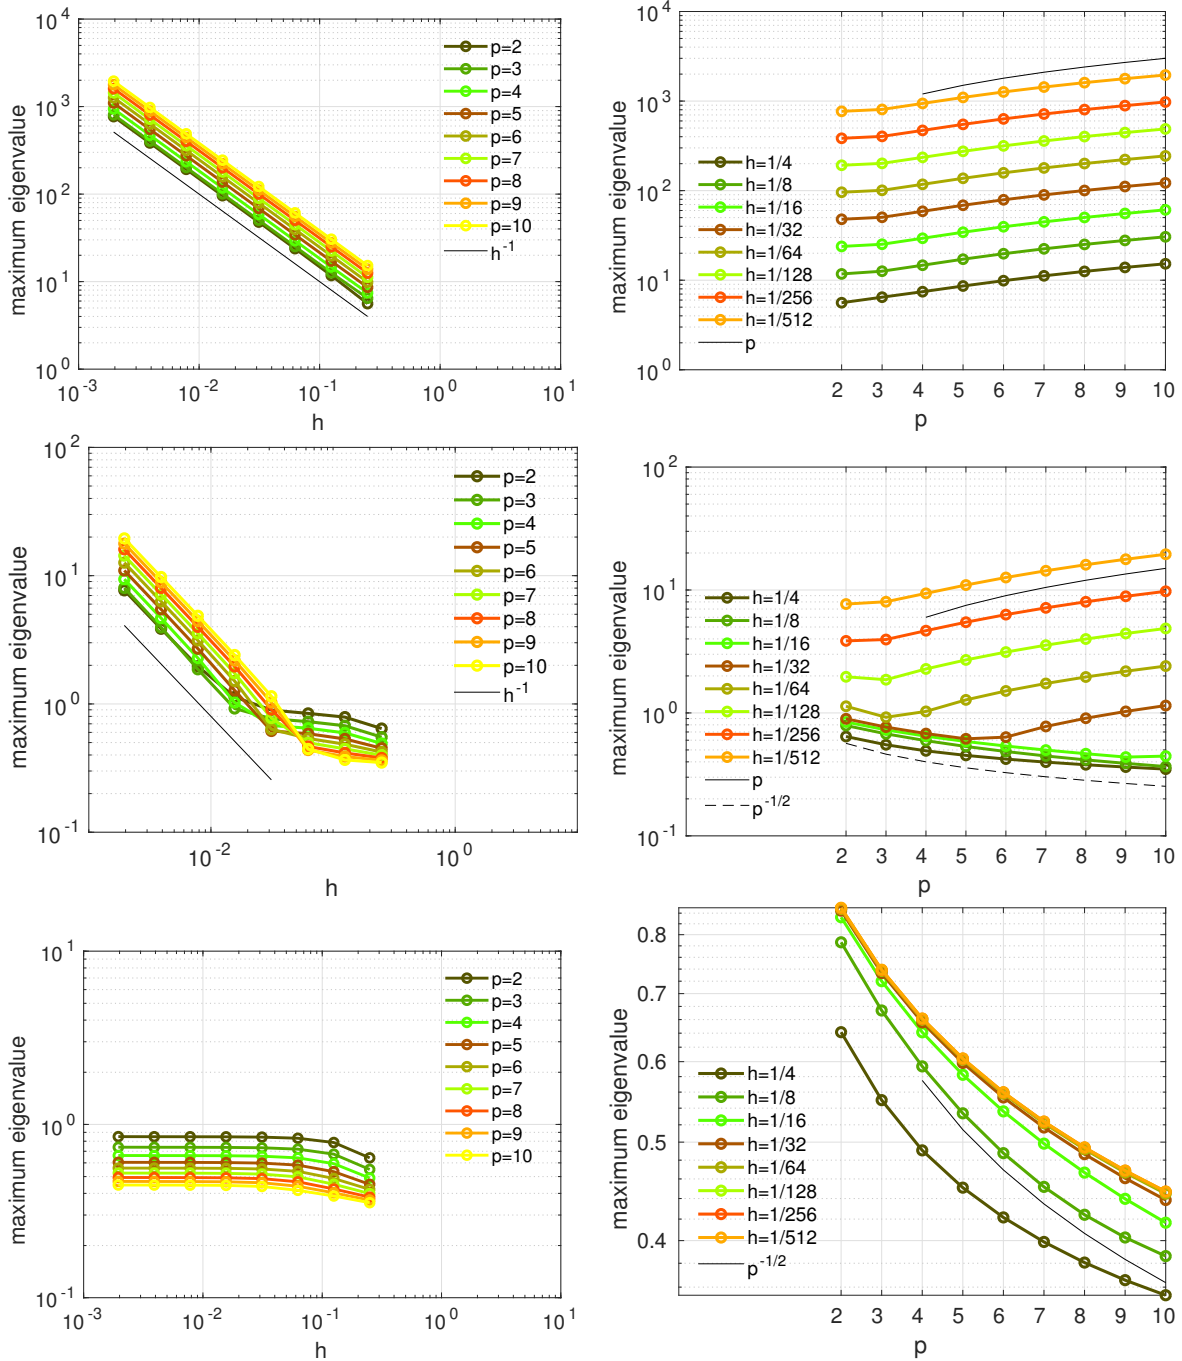 10^4
10^3
10^2
10^1
10^0
maximum eigenvalue
10^-3
10^-2
10^-1
10^0
10^1
h
p=2
p=3
p=4
p=5
p=6
p=7
p=8
p=9
p=10
h^-1
10^3
10^2
10^1
10^0
maximum eigenvalue
2 3 4 5 6 7 8 9 10
p
h=1/4
h=1/8
h=1/16
h=1/32
h=1/64
h=1/128
h=1/256
h=1/512
p
10^4
10^2
10^1
10^0
10^-1
maximum eigenvalue
10^-2
10^0
h
p=2
p=3
p=4
p=5
p=6
p=7
p=8
p=9
p=10
h^-1
10^2
10^1
10^0
10^-1
maximum eigenvalue
2 3 4 5 6 7 8 9 10
p
h=1/4
h=1/8
h=1/16
h=1/32
h=1/64
h=1/128
h=1/256
h=1/512
p
p^-1/2
10^1
10^0
10^-1
maximum eigenvalue
10^-3
10^-2
10^-1
10^0
10^1
h
p=2
p=3
p=4
p=5
p=6
p=7
p=8
p=9
p=10
0.8
0.7
0.6
0.5
0.4
maximum eigenvalue
2 3 4 5 6 7 8 9 10
p
h=1/4
h=1/8
h=1/16
h=1/32
h=1/64
h=1/128
h=1/256
h=1/512
p^-1/2